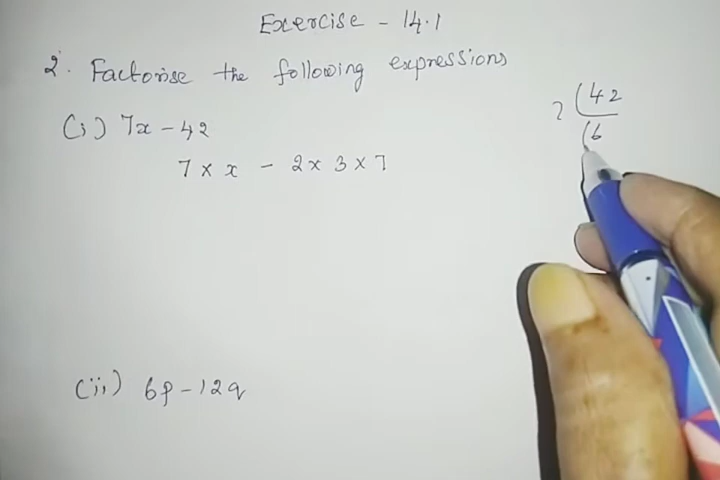 Exercise - 14.1
2. Factorise the following expressions
(i) 7x - 42
7 × x - 2 × 3 × 7
2 (42
(6
(ii) 6p - 12q